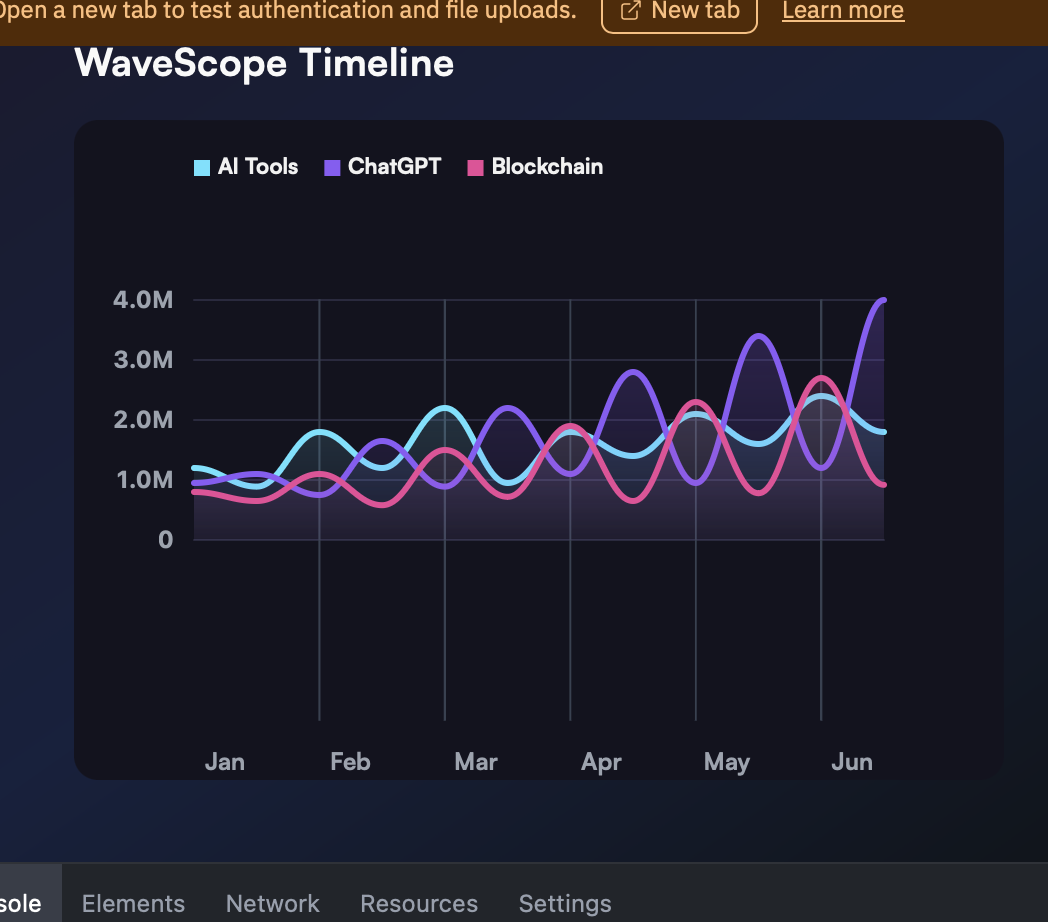 Open a new tab to test authentication and file uploads. New tab Learn more
WaveScope Timeline
AI Tools ChatGPT Blockchain
4.0M
3.0M
2.0M
1.0M
0
Jan Feb Mar Apr May Jun
Elements Network Resources Settings